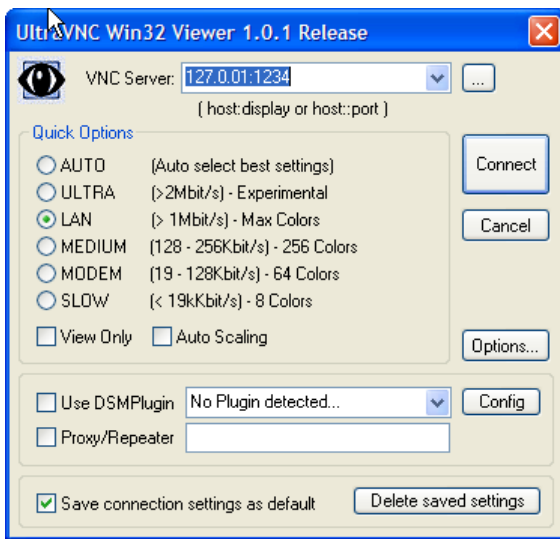 UltraVNC Win32 Viewer 1.0.1 Release
VNC Server: 127.0.01:1234 ...
( host:display or host::port )
Quick Options
AUTO (Auto select best settings)
ULTRA (>2Mbit/s) - Experimental
LAN (> 1Mbit/s) - Max Colors
MEDIUM (128 - 256Kbit/s) - 256 Colors
MODEM (19 - 128Kbit/s) - 64 Colors
SLOW (< 19kKbit/s) - 8 Colors
View Only Auto Scaling
Connect
Cancel
Options...
Use DSMPlugin No Plugin detected... Config
Proxy/Repeater
Save connection settings as default Delete saved settings